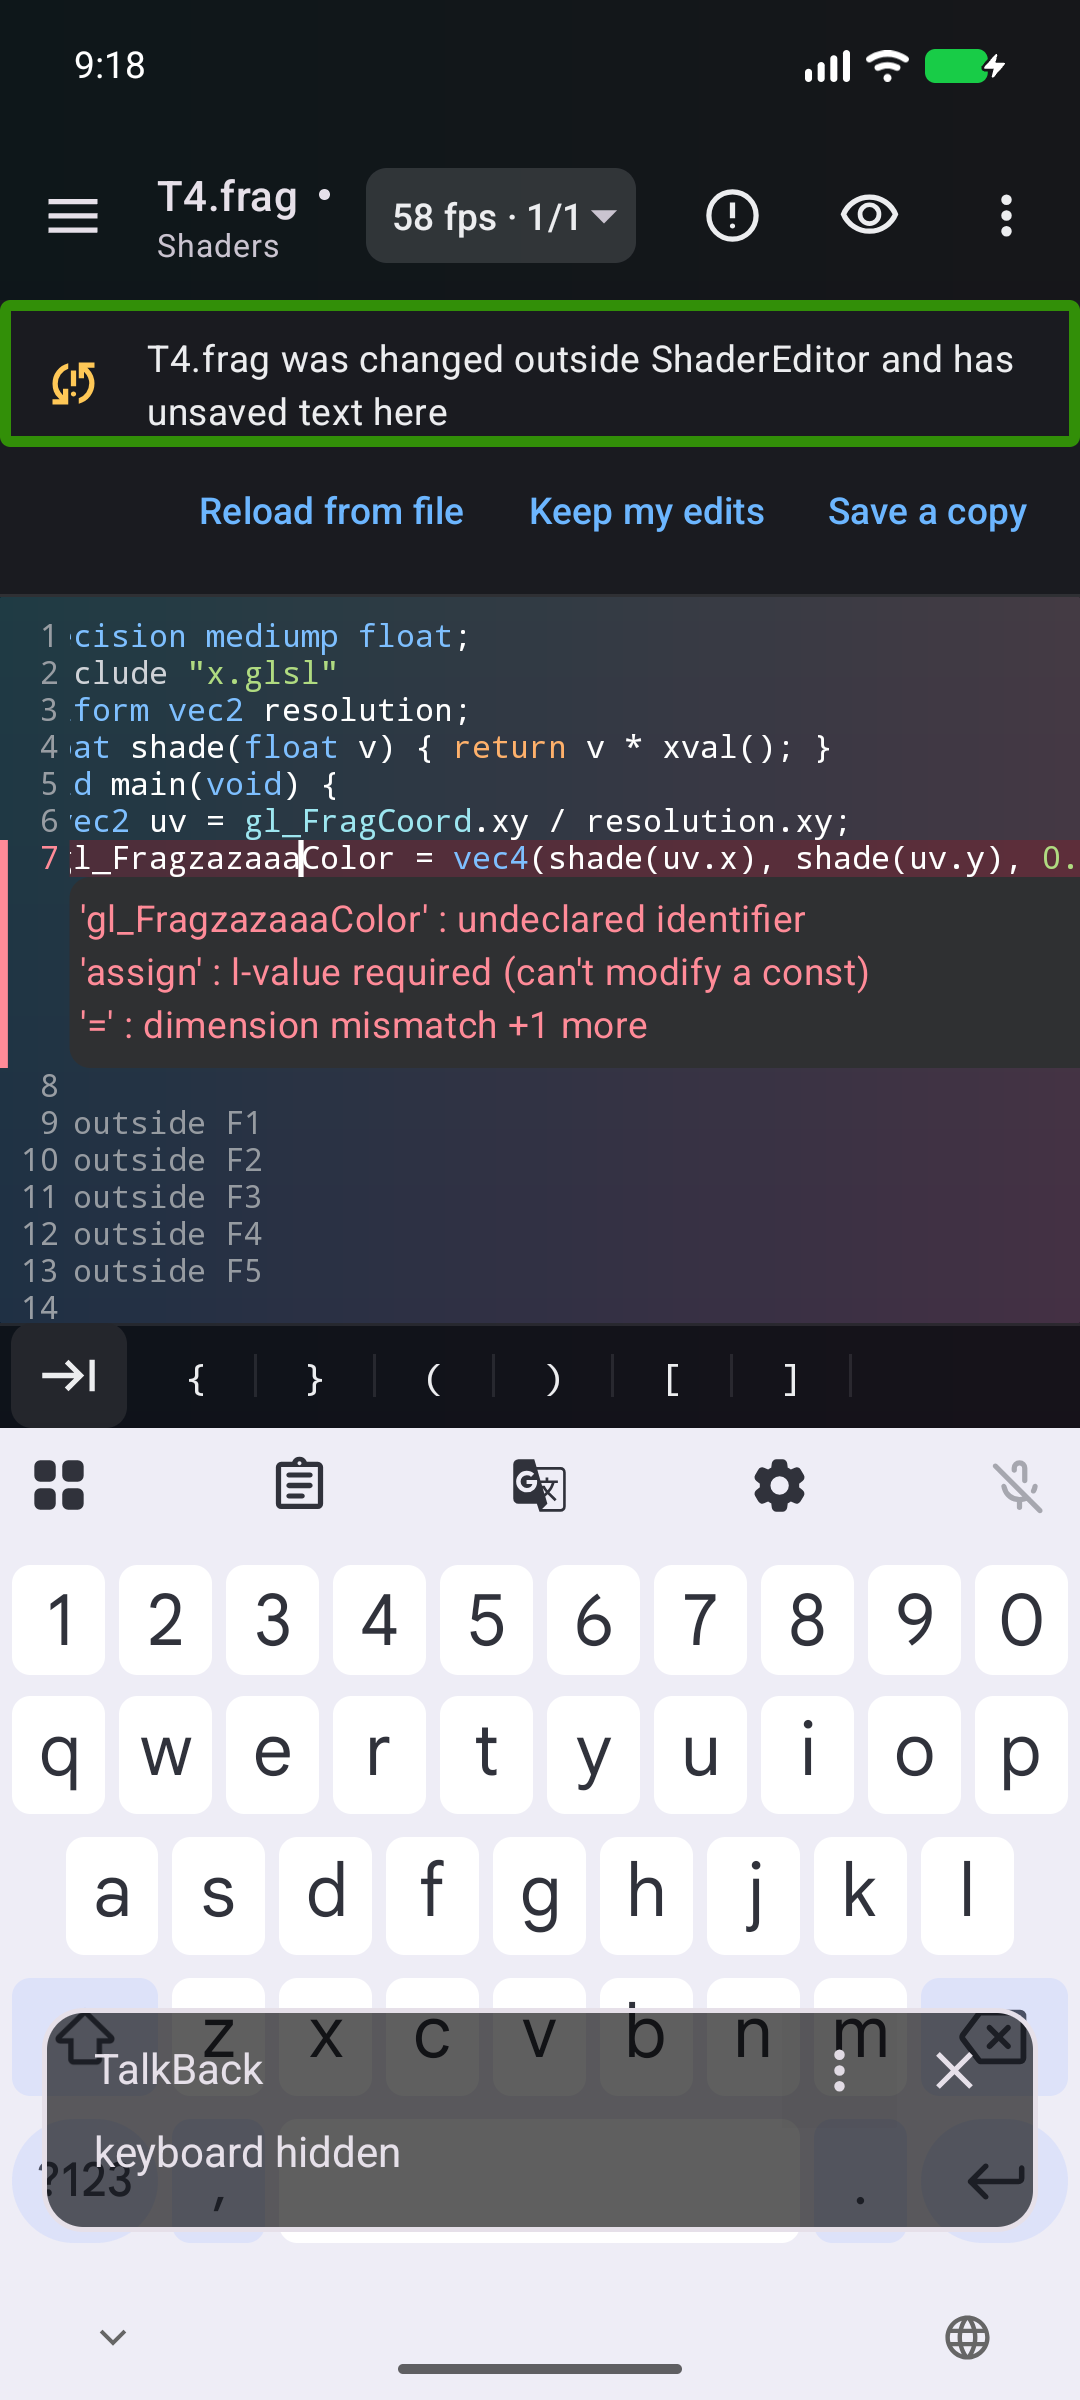 9:18
T4.frag •
Shaders
58 fps · 1/1
T4.frag was changed outside ShaderEditor and has
unsaved text here
Reload from file Keep my edits Save a copy
1 cision mediump float;
2 clude "x.glsl"
3 form vec2 resolution;
4 at shade(float v) { return v * xval(); }
5 d main(void) {
6 vec2 uv = gl_FragCoord.xy / resolution.xy;
7 gl_FragzazaaaColor = vec4(shade(uv.x), shade(uv.y), 0.
'gl_FragzazaaaColor' : undeclared identifier
'assign' : l-value required (can't modify a const)
'=' : dimension mismatch +1 more
8
9 outside F1
10 outside F2
11 outside F3
12 outside F4
13 outside F5
14
{ } ( ) [ ]
1 2 3 4 5 6 7 8 9 0
q w e r t y u i o p
a s d f g h j k l
z x c v b n m
TalkBack
keyboard hidden
?123 , .